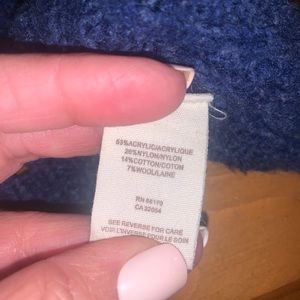 53%ACRYLIC/ACRYLIQUE
26%NYLON/NYLON
14%COTTON/COTON
7%WOOL/LAINE
RN 66170
CA 32054
SEE REVERSE FOR CARE
VOIR L'INVERSE POUR LE SOIN